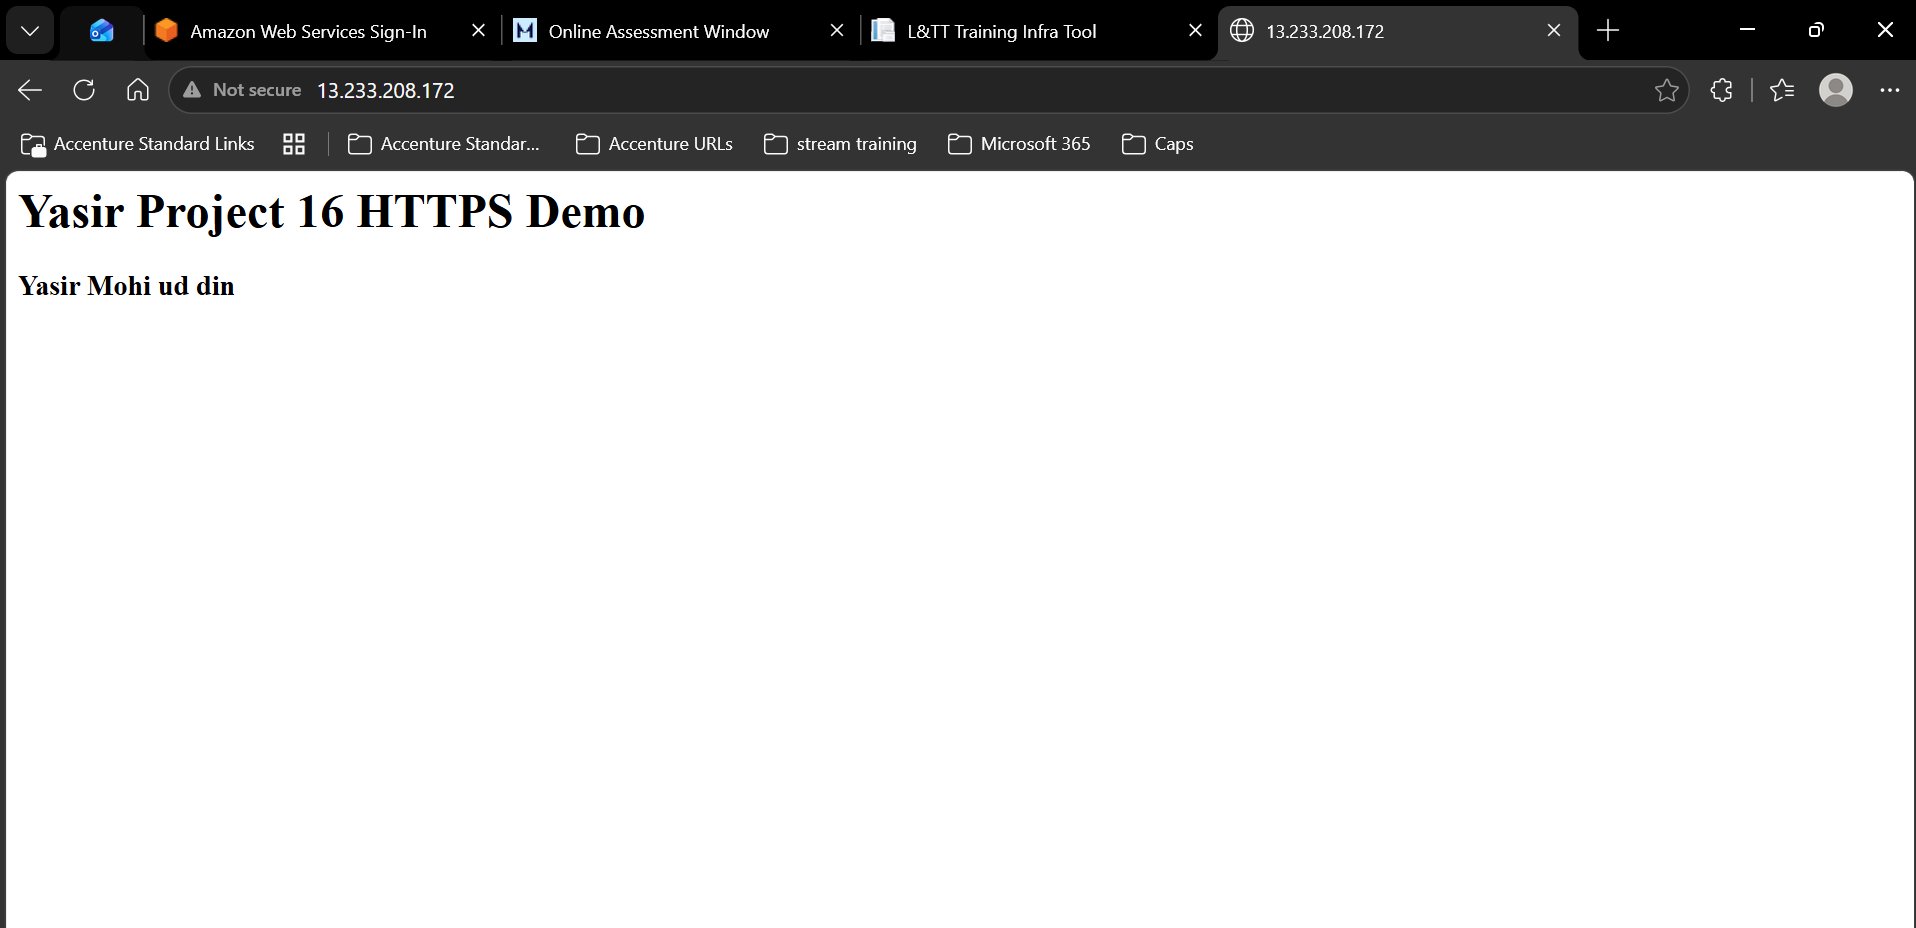 Amazon Web Services Sign-In
M Online Assessment Window
L&TT Training Infra Tool
13.233.208.172
Not secure 13.233.208.172
Accenture Standard Links
Accenture Standar...
Accenture URLs
stream training
Microsoft 365
Caps
Yasir Project 16 HTTPS Demo
Yasir Mohi ud din